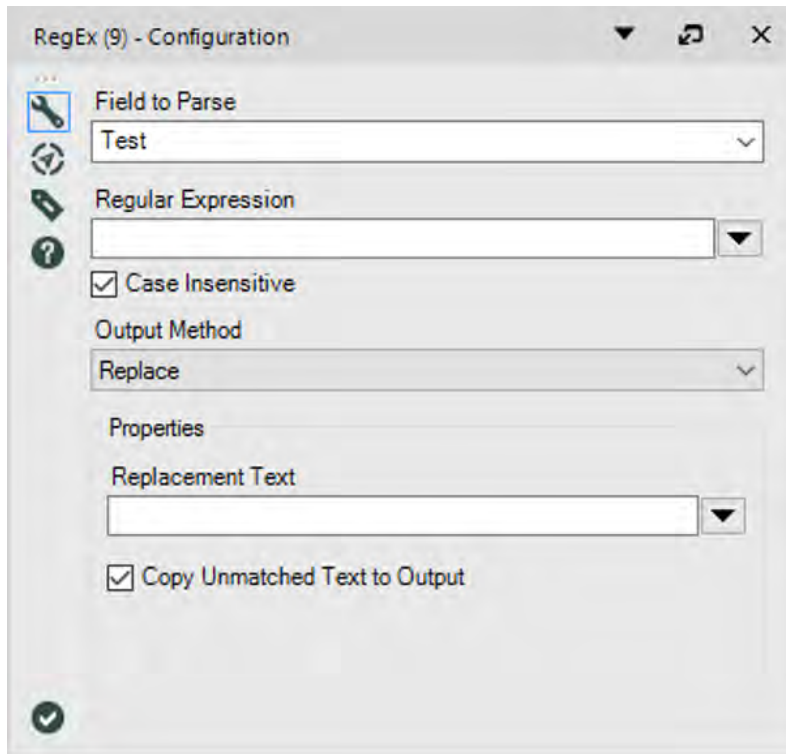 RegEx (9) - Configuration
Field to Parse
Test
Regular Expression
Case Insensitive
Output Method
Replace
Properties
Replacement Text
Copy Unmatched Text to Output